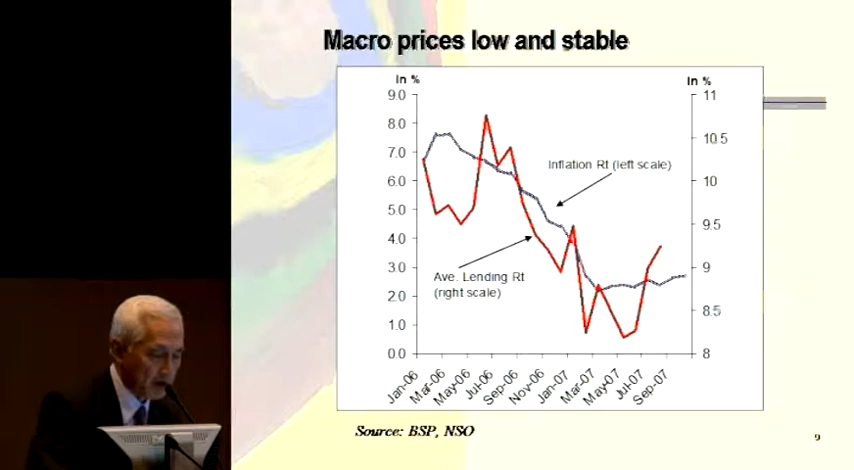 Macro prices low and stable
In %
In %
9.0
8.0
7.0
6.0
5.0
4.0
3.0
2.0
1.0
0.0
11
10.5
10
9.5
9
8.5
8
Inflation Rt (left scale)
Ave. Lending Rt
(right scale)
Jan-06
Mar-06
May-06
Jul-06
Sep-06
Nov-06
Jan-07
Mar-07
May-07
Jul-07
Sep-07
Source: BSP, NSO
9